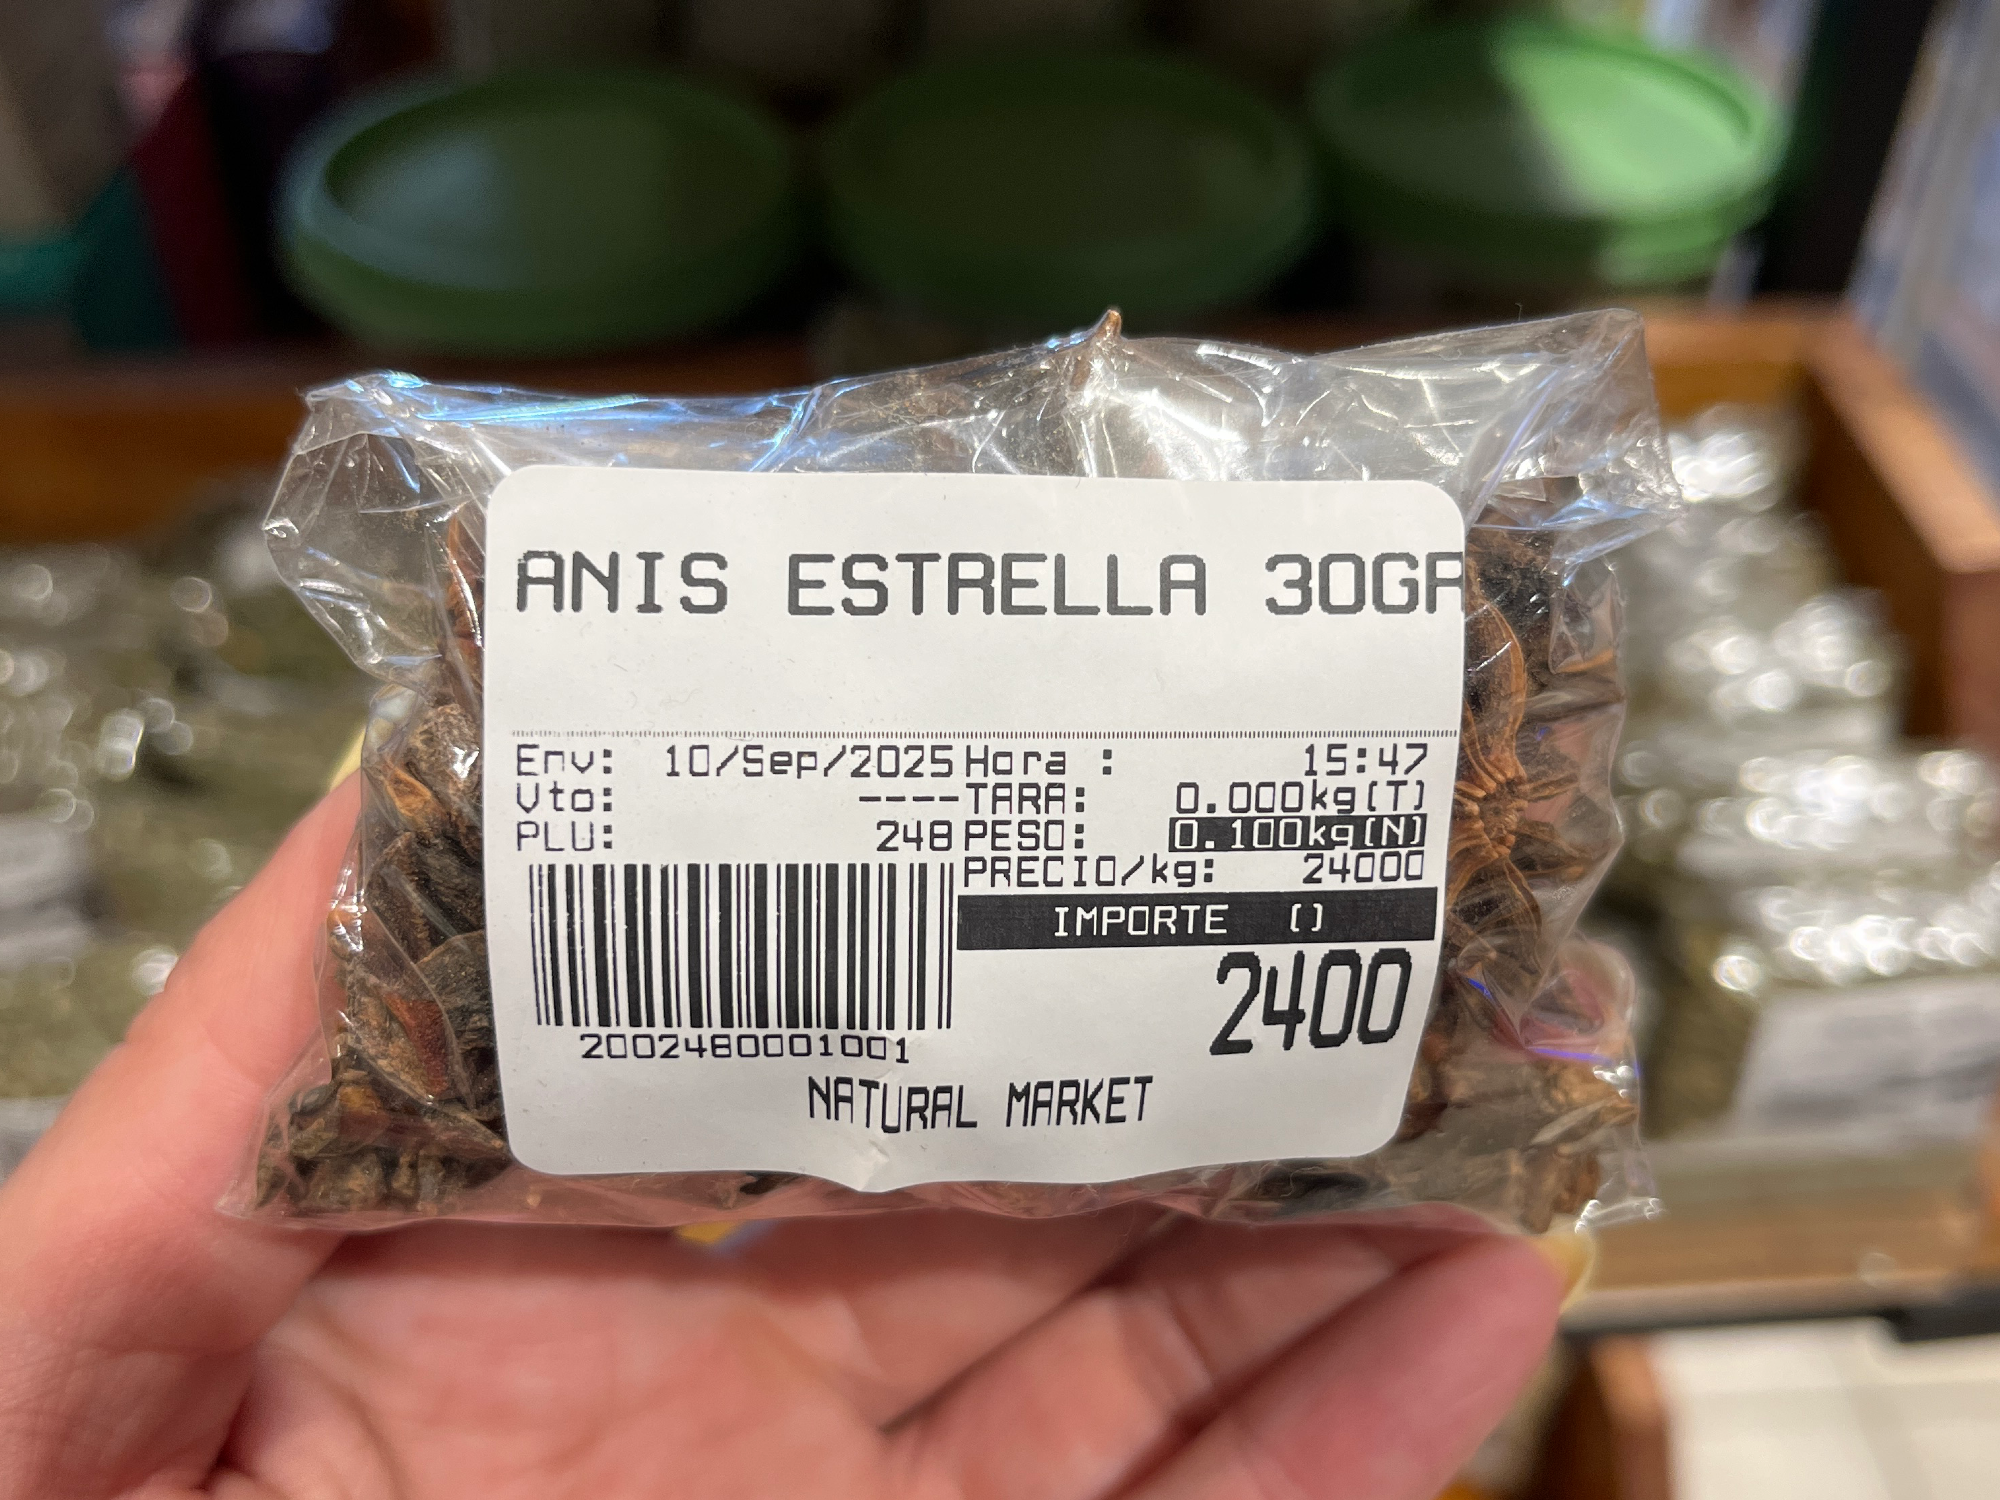 ANIS ESTRELLA 30GR
Env: 10/Sep/2025 Hora : 15:47
Vto: ---- TARA: 0.000kg(T)
PLU: 248 PESO: 0.100kg(N)
PRECIO/kg: 24000
IMPORTE ()
2400
2002480001001
NATURAL MARKET